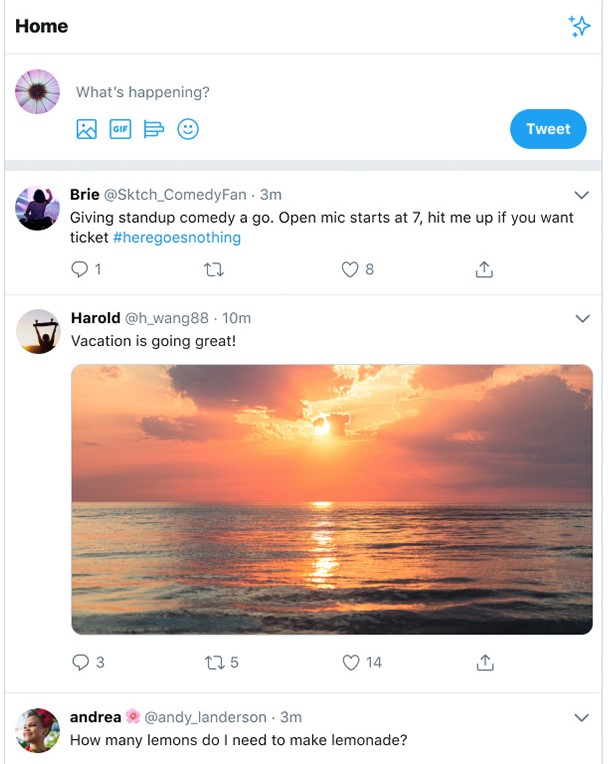 Home
What's happening?
GIF
Tweet
Brie @Sktch_ComedyFan · 3m
Giving standup comedy a go. Open mic starts at 7, hit me up if you want
ticket #heregoesnothing
1 8
Harold @h_wang88 · 10m
Vacation is going great!
3 5 14
andrea 🌸 @andy_landerson · 3m
How many lemons do I need to make lemonade?